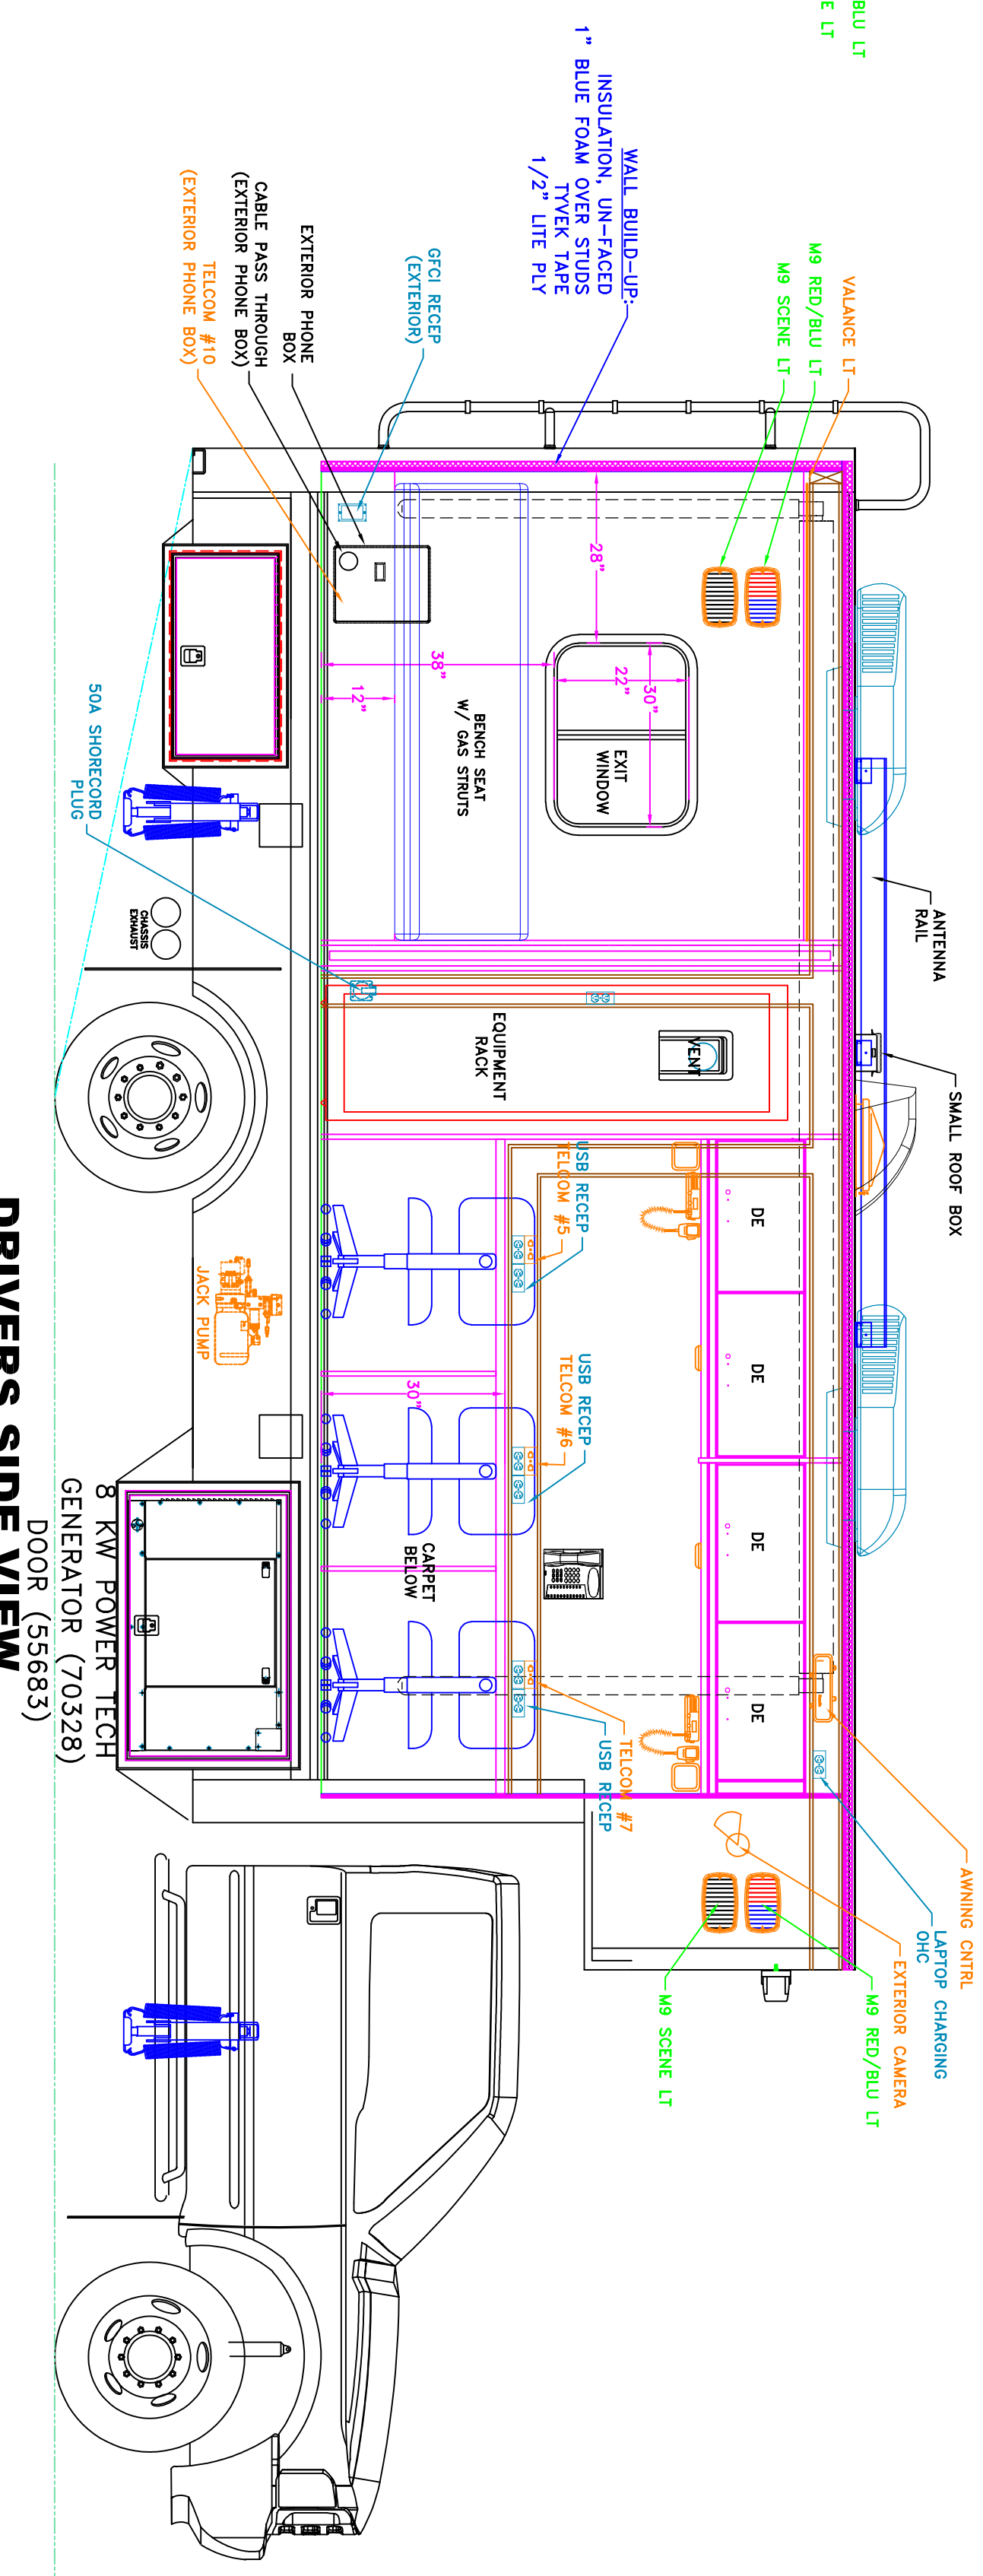 BLU LT
E LT
WALL BUILD-UP:
INSULATION, UN-FACED
1" BLUE FOAM OVER STUDS
TYVEK TAPE
1/2" LITE PLY
VALANCE LT
M9 RED/BLU LT
M9 SCENE LT
GFCI RECEP
(EXTERIOR)
EXTERIOR PHONE
BOX
CABLE PASS THROUGH
(EXTERIOR PHONE BOX)
TELCOM #10
(EXTERIOR PHONE BOX)
28"
38"
12"
22"
30"
EXIT
WINDOW
BENCH SEAT
W/ GAS STRUTS
50A SHORECORD
PLUG
CHASSIS
EXHAUST
ANTENNA
RAIL
SMALL ROOF BOX
VENT
EQUIPMENT
RACK
USB RECEP
TELCOM #5
DE
DE
DE
DE
USB RECEP
TELCOM #6
30"
CARPET
BELOW
TELCOM #7
USB RECEP
JACK PUMP
8 KW POWER TECH
GENERATOR (70328)
DOOR (55683)
AWNING CNTRL
LAPTOP CHARGING
OHC
EXTERIOR CAMERA
M9 RED/BLU LT
M9 SCENE LT
DRIVERS SIDE VIEW